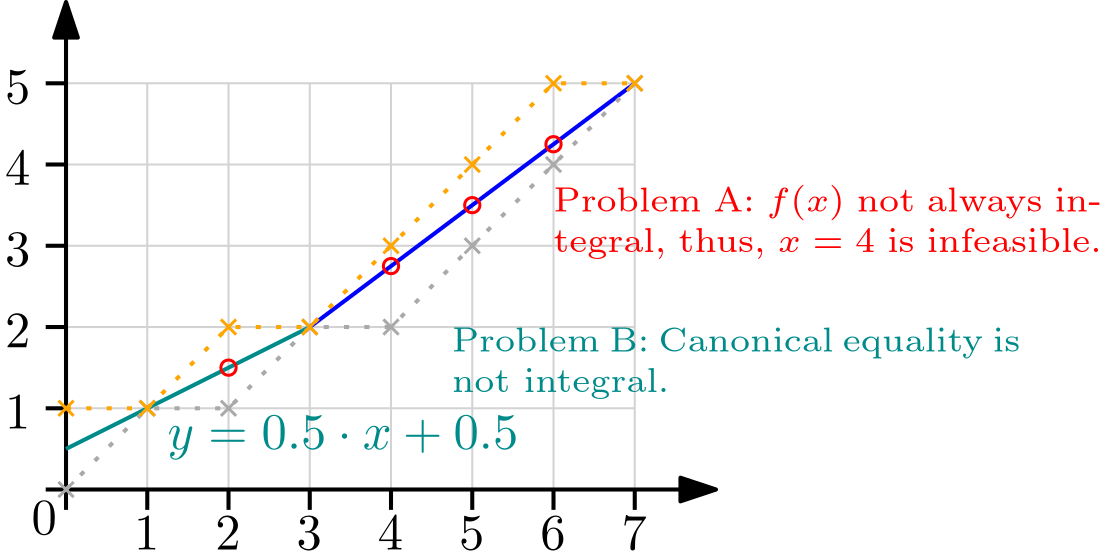 5
4
Problem A: f(x) not always in-
tegral, thus, x = 4 is infeasible.
3
2
Problem B: Canonical equality is
not integral.
1
y = 0.5 · x + 0.5
0 1 2 3 4 5 6 7